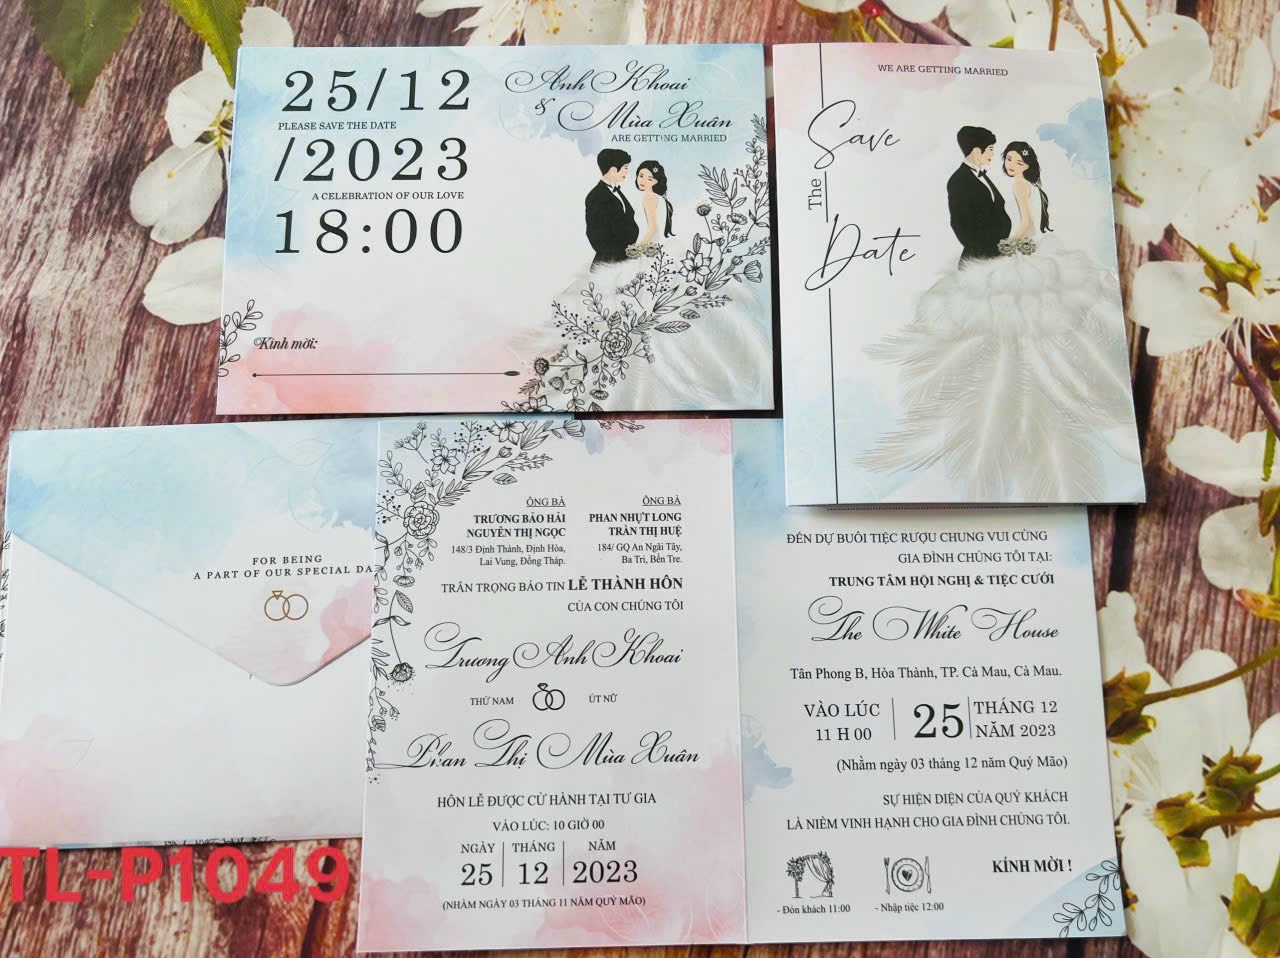 25/12
PLEASE SAVE THE DATE
/2023
A CELEBRATION OF OUR LOVE
18:00
Anh Khoai
&
Mùa Xuân
ARE GETTING MARRIED
Kính mời:
WE ARE GETTING MARRIED
Save
The
Date
FOR BEING
A PART OF OUR SPECIAL DA
ÔNG BÀ
TRƯƠNG BẢO HẢI
NGUYỄN THỊ NGỌC
148/3 Định Thành, Định Hòa,
Lai Vung, Đồng Tháp.
ÔNG BÀ
PHAN NHỰT LONG
TRẦN THỊ HUỆ
184/ GQ An Ngãi Tây,
Ba Tri, Bến Tre.
TRÂN TRỌNG BÁO TIN LỄ THÀNH HÔN
CỦA CON CHÚNG TÔI
Trương Anh Khoai
THỨ NAM ÚT NỮ
Phan Thị Mùa Xuân
HÔN LỄ ĐƯỢC CỬ HÀNH TẠI TƯ GIA
VÀO LÚC: 10 GIỜ 00
NGÀY THÁNG NĂM
25 12 2023
(NHẰM NGÀY 03 THÁNG 11 NĂM QUÝ MÃO)
ĐẾN DỰ BUỔI TIỆC RƯỢU CHUNG VUI CÙNG
GIA ĐÌNH CHÚNG TÔI TẠI:
TRUNG TÂM HỘI NGHỊ & TIỆC CƯỚI
The White House
Tân Phong B, Hòa Thành, TP. Cà Mau, Cà Mau.
VÀO LÚC
11 H 00
25
THÁNG 12
NĂM 2023
(Nhằm ngày 03 tháng 12 năm Quý Mão)
SỰ HIỆN DIỆN CỦA QUÝ KHÁCH
LÀ NIỀM VINH HẠNH CHO GIA ĐÌNH CHÚNG TÔI.
KÍNH MỜI !
- Đón khách 11:00
- Nhập tiệc 12:00
TL-P1049